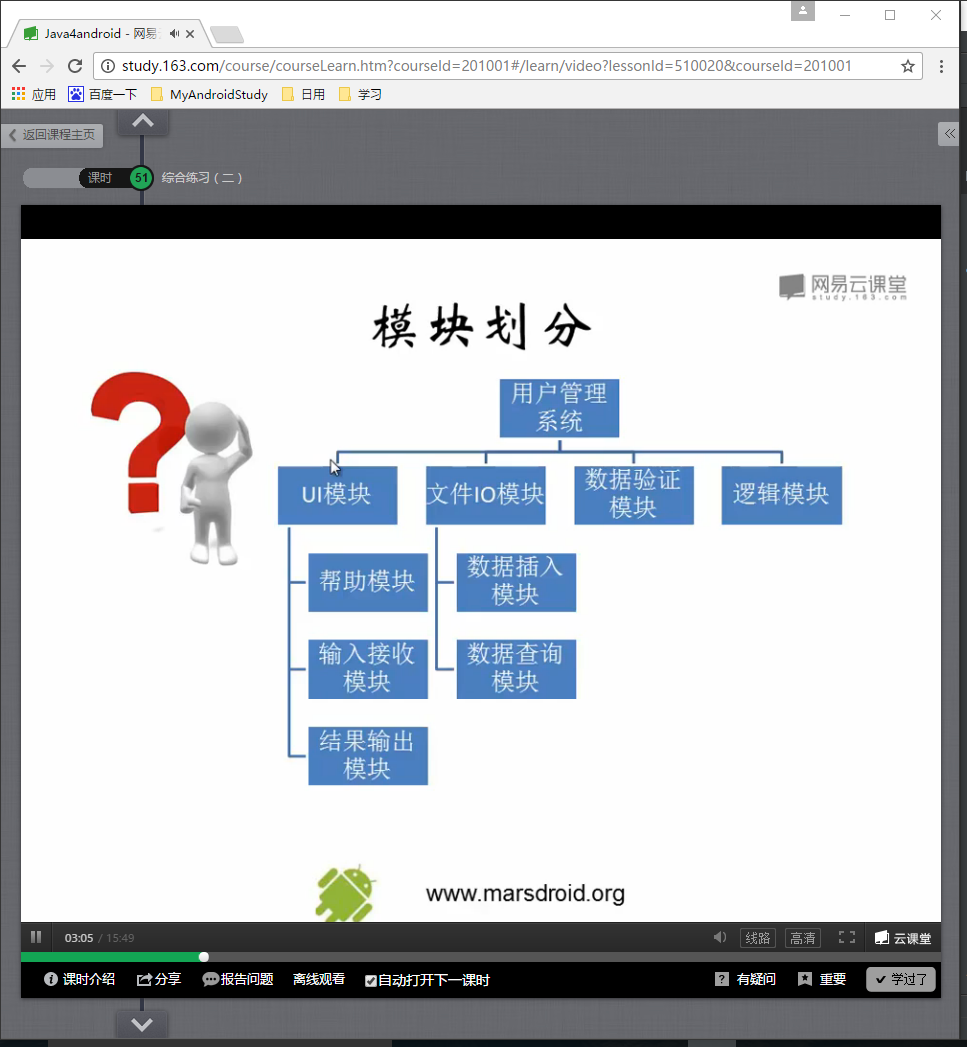 Java4android - 网易
study.163.com/course/courseLearn.htm?courseId=201001#/learn/video?lessonId=510020&courseId=201001
应用 百度一下 MyAndroidStudy 日用 学习
返回课程主页
课时 51 综合练习(二)
网易云课堂
study.163.com
模块划分
用户管理
系统
UI模块
文件IO模块
数据验证
模块
逻辑模块
帮助模块
数据插入
模块
输入接收
模块
数据查询
模块
结果输出
模块
www.marsdroid.org
03:05 / 15:49 线路 高清 云课堂
课时介绍 分享 报告问题 离线观看 自动打开下一课时 有疑问 重要 学过了